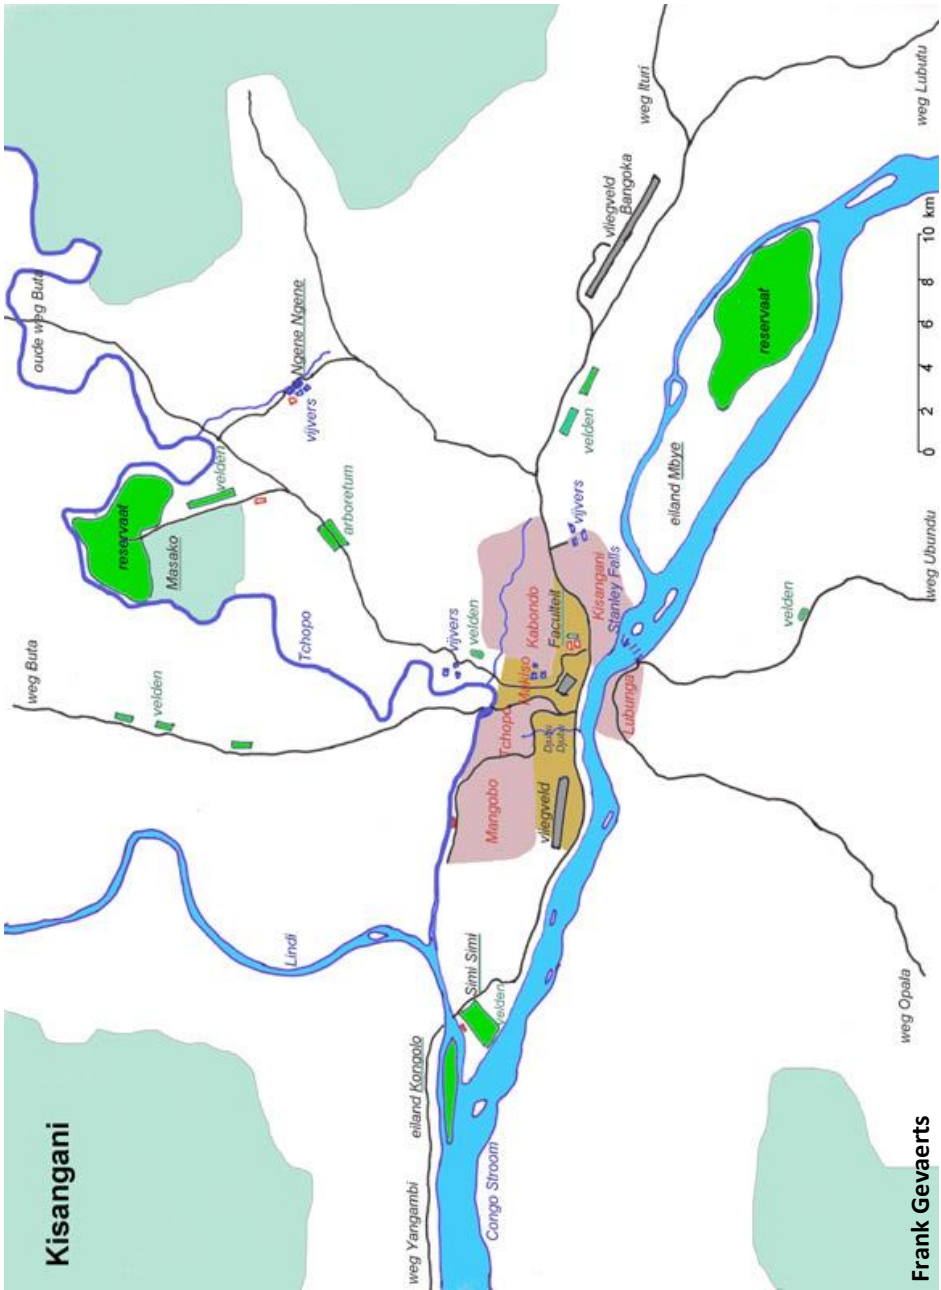 Kisangani
weg Buta
oude weg Buta
reservaat
velden
Masako
velden
Lindi
Tchopo
Ngene Ngene
vijvers
arboretum
weg Yangambi
eiland Kongolo
vijvers
velden
Simi Simi
velden
Congo Stroom
Mangobo
Tchopo
Makiso
Kabondo
vliegveld
Faculteit
vijvers
velden
Kisangani
Stanley Falls
vliegveld
Bangoka
weg Ituri
Lubunga
eiland Mbye
reservaat
velden
weg Opala
weg Ubundu
weg Lubutu
0 2 4 6 8 10 km
Frank Gevaerts